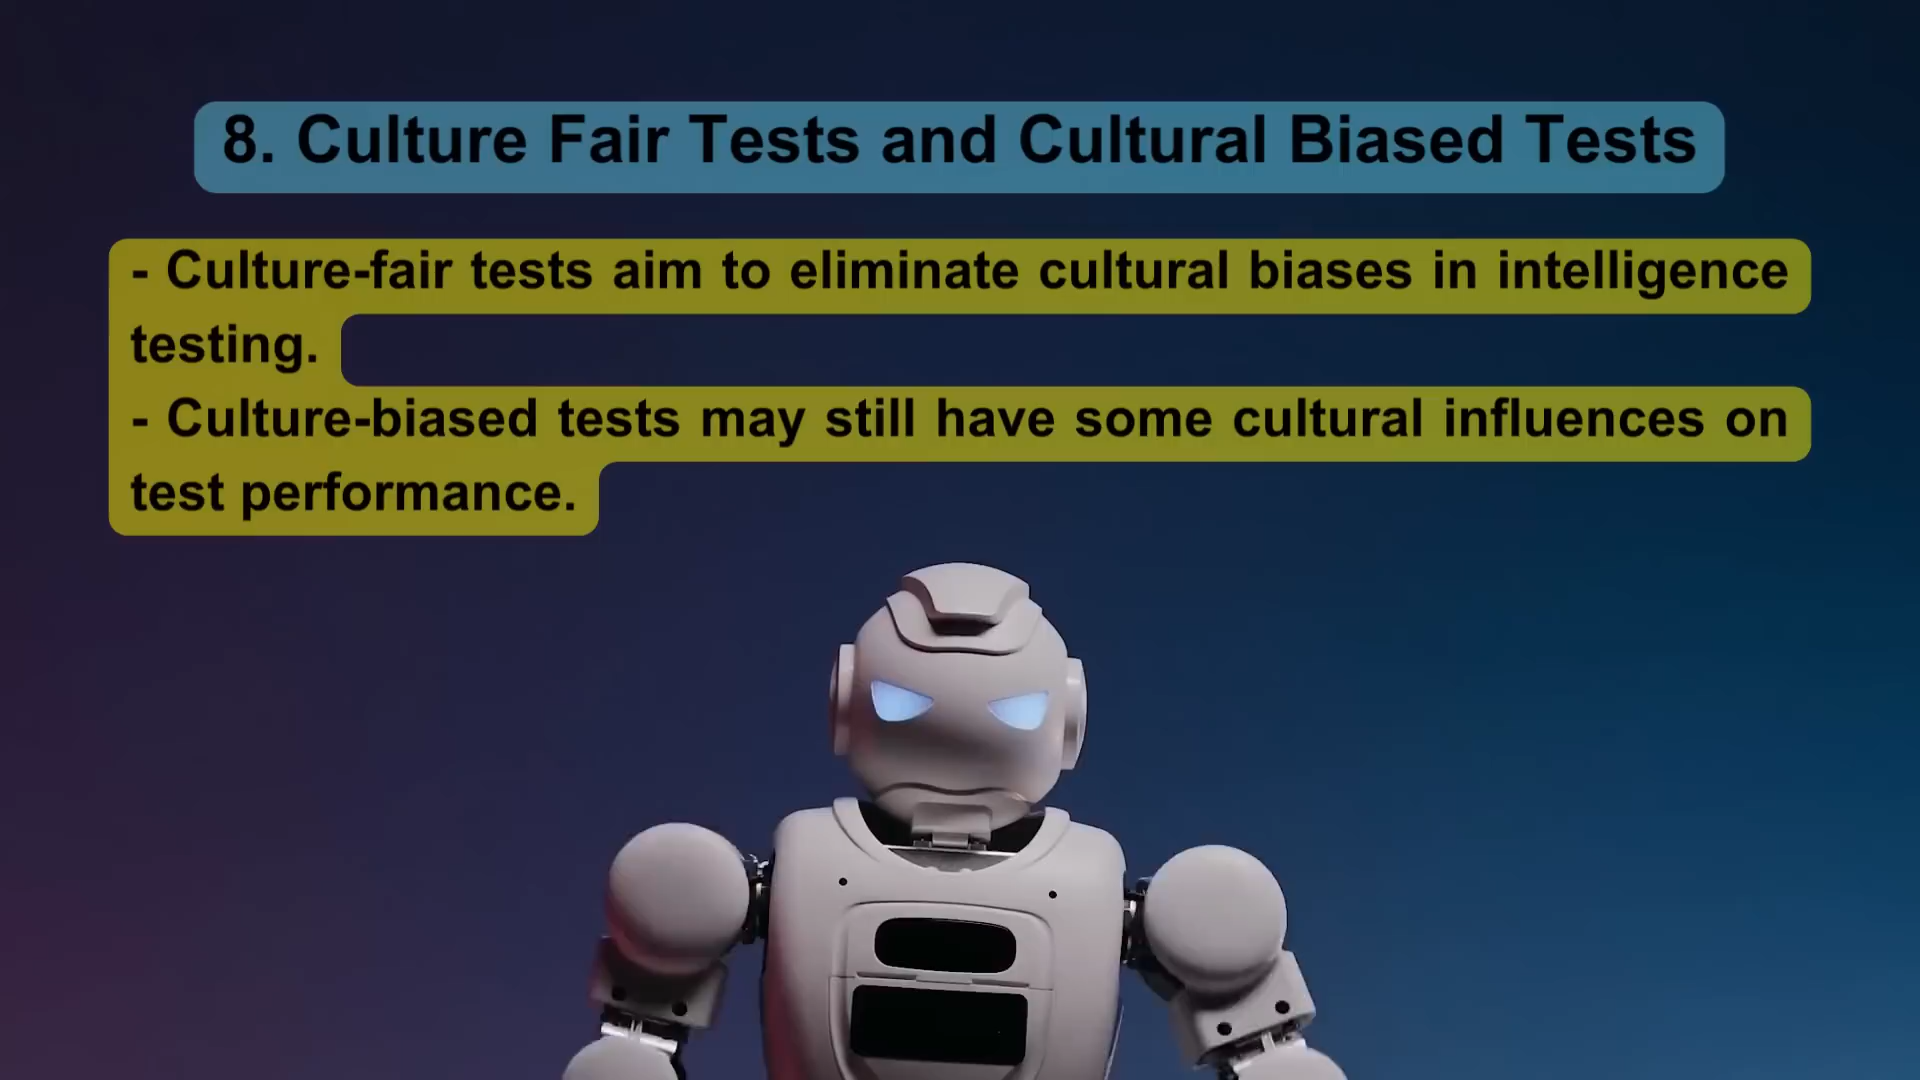 8. Culture Fair Tests and Cultural Biased Tests
- Culture-fair tests aim to eliminate cultural biases in intelligence
testing.
- Culture-biased tests may still have some cultural influences on
test performance.